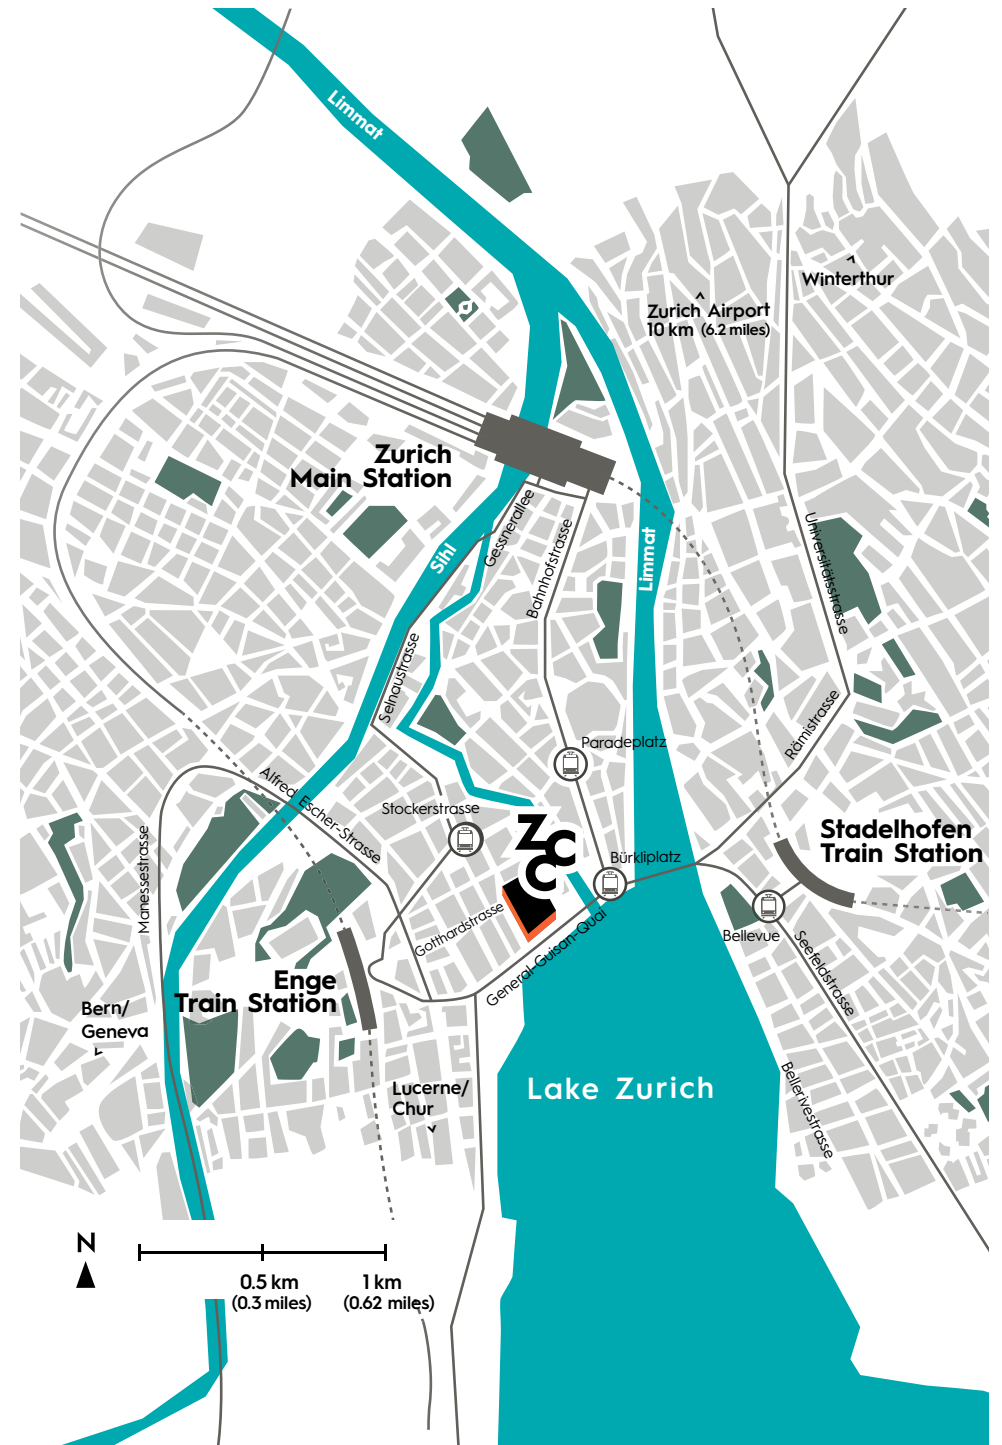 Limmat
Winterthur
Zurich Airport
10 km (6.2 miles)
Zurich
Main Station
Gessnerallee
Bahnhofstrasse
Sihl
Limmat
Universitätsstrasse
Selnaustrasse
Rämistrasse
Paradeplatz
Alfred-Escher-Strasse
Stockerstrasse
ZCC
Bürkliplatz
Stadelhofen
Train Station
Manessestrasse
Gotthardstrasse
General-Guisan-Quai
Bellevue
Seefeldstrasse
Enge
Train Station
Bern/
Geneva
Lucerne/
Chur
Lake Zurich
Bellerivestrasse
N
0.5 km
(0.3 miles)
1 km
(0.62 miles)